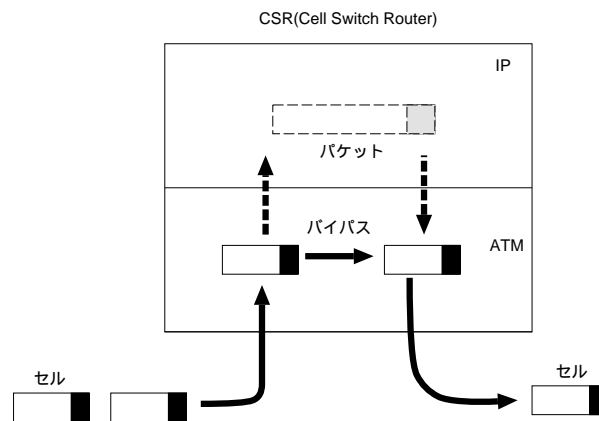 CSR(Cell Switch Router)
IP
パケット
バイパス
ATM
セル
セル